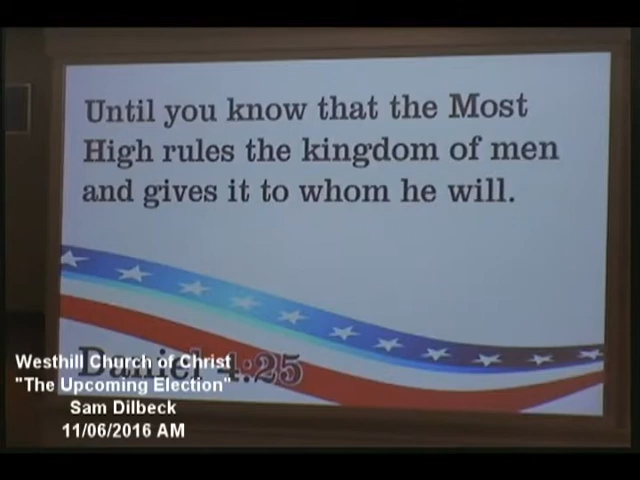 Until you know that the Most
High rules the kingdom of men
and gives it to whom he will.
Daniel 4:25
Westhill Church of Christ
"The Upcoming Election"
Sam Dilbeck
11/06/2016 AM